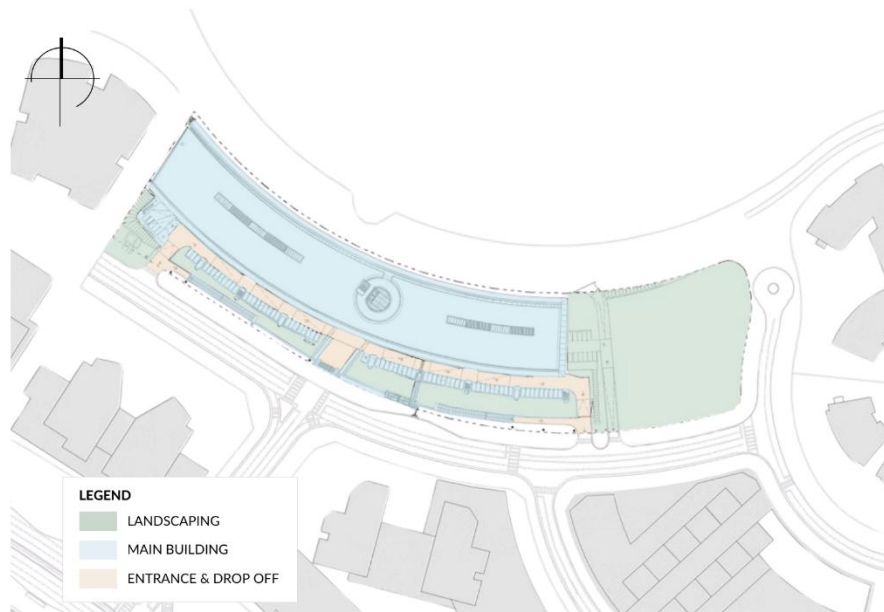 LEGEND
LANDSCAPING
MAIN BUILDING
ENTRANCE & DROP OFF